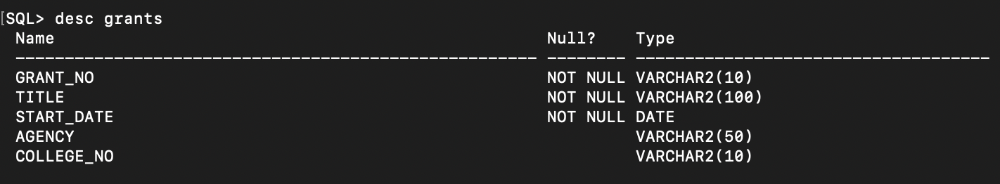 [SQL> desc grants
Name Null? Type
----------------------------------------------------- -------- ------------------------------------
GRANT_NO NOT NULL VARCHAR2(10)
TITLE NOT NULL VARCHAR2(100)
START_DATE NOT NULL DATE
AGENCY VARCHAR2(50)
COLLEGE_NO VARCHAR2(10)